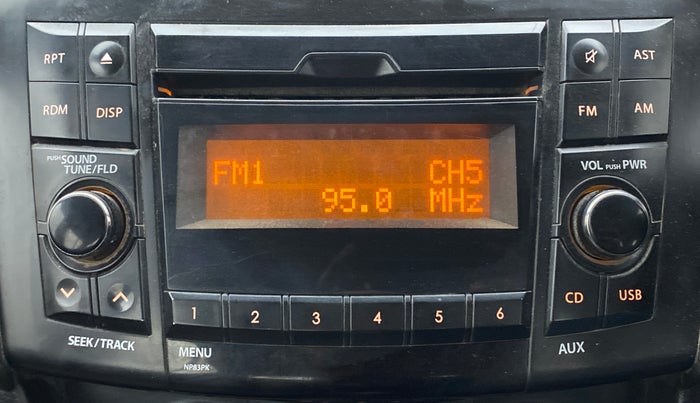 RPT
AST
RDM
DISP
FM
AM
PUSH SOUND
TUNE/FLD
VOL PUSH PWR
FM1 CH5
95.0 MHz
CD
USB
1 2 3 4 5 6
SEEK/TRACK
MENU
NP83PK
AUX